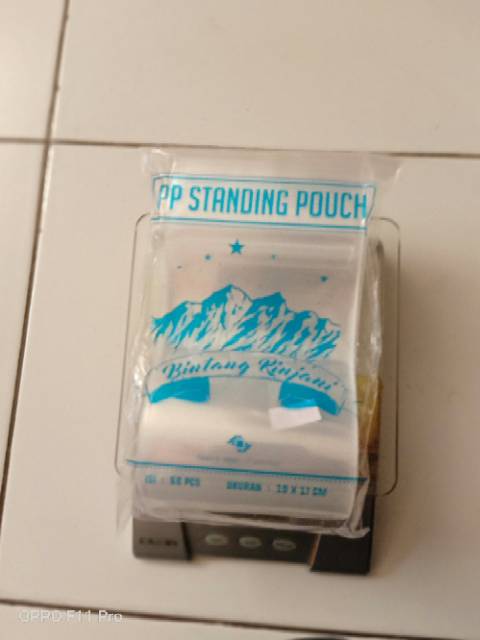 PP STANDING POUCH
Bintang Rinjani
ISI : 50 PCS UKURAN : 10 X 17 CM
OPPO F11 Pro